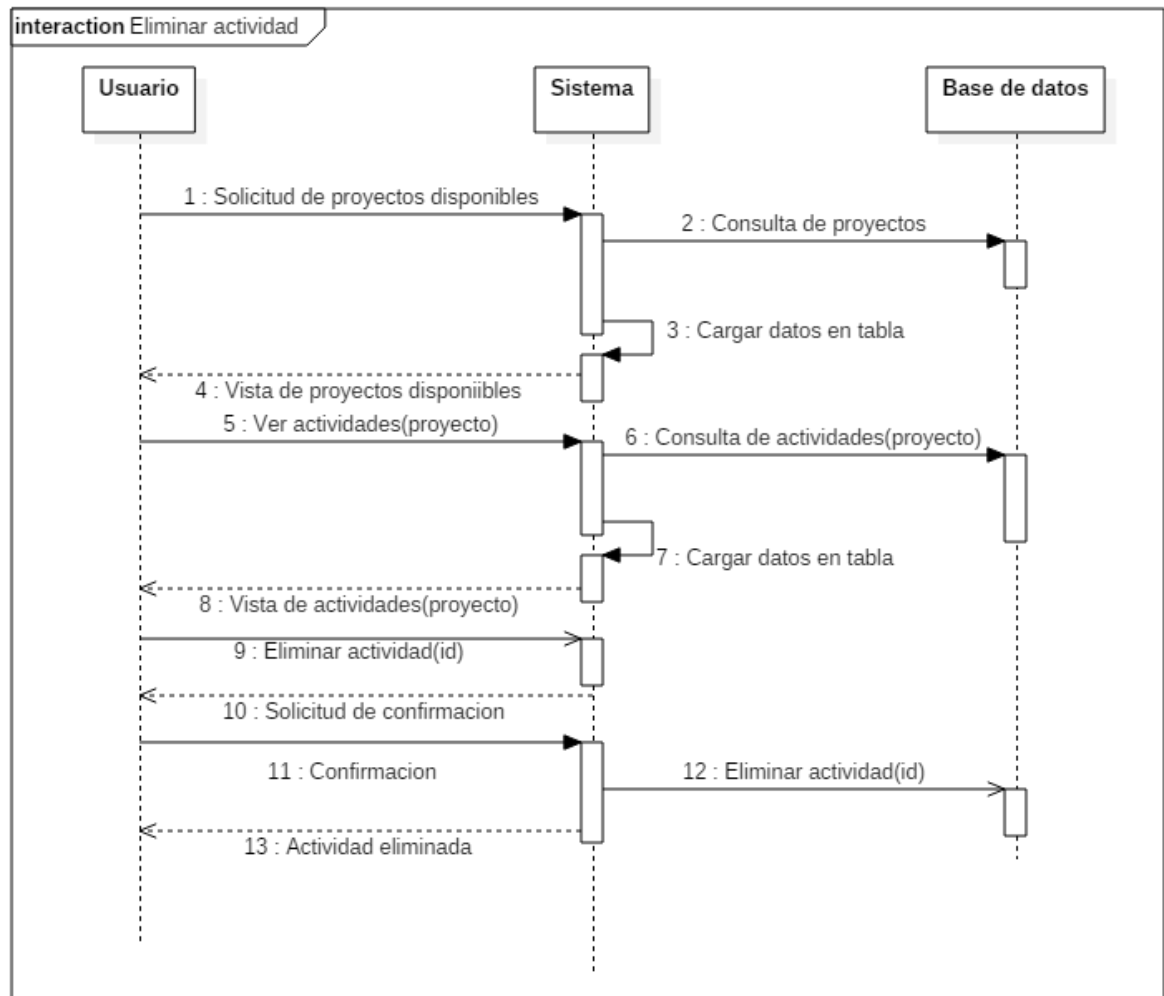 interaction Eliminar actividad
Usuario
Sistema
Base de datos
1 : Solicitud de proyectos disponibles
2 : Consulta de proyectos
3 : Cargar datos en tabla
4 : Vista de proyectos disponiibles
5 : Ver actividades(proyecto)
6 : Consulta de actividades(proyecto)
7 : Cargar datos en tabla
8 : Vista de actividades(proyecto)
9 : Eliminar actividad(id)
10 : Solicitud de confirmacion
11 : Confirmacion
12 : Eliminar actividad(id)
13 : Actividad eliminada